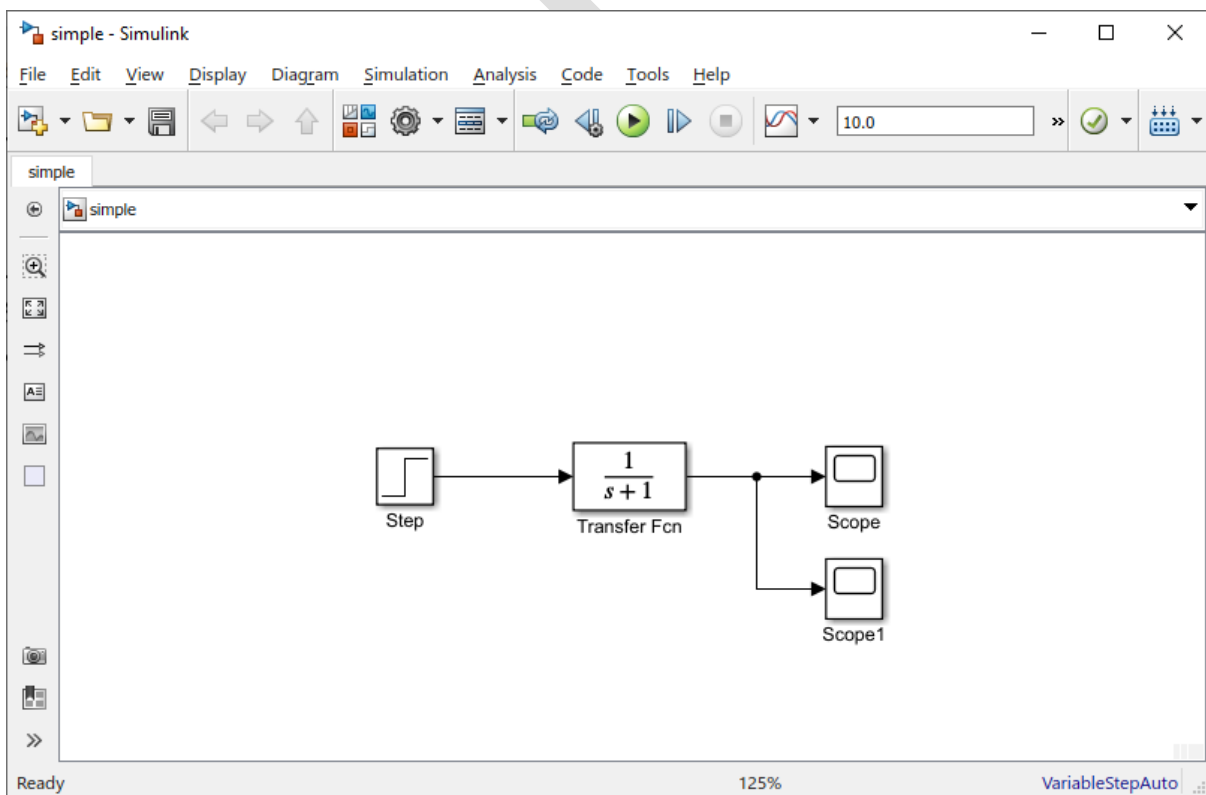 simple - Simulink
File Edit View Display Diagram Simulation Analysis Code Tools Help
10.0 »
simple
simple
1
s + 1
Step
Transfer Fcn
Scope
Scope1
Ready 125% VariableStepAuto